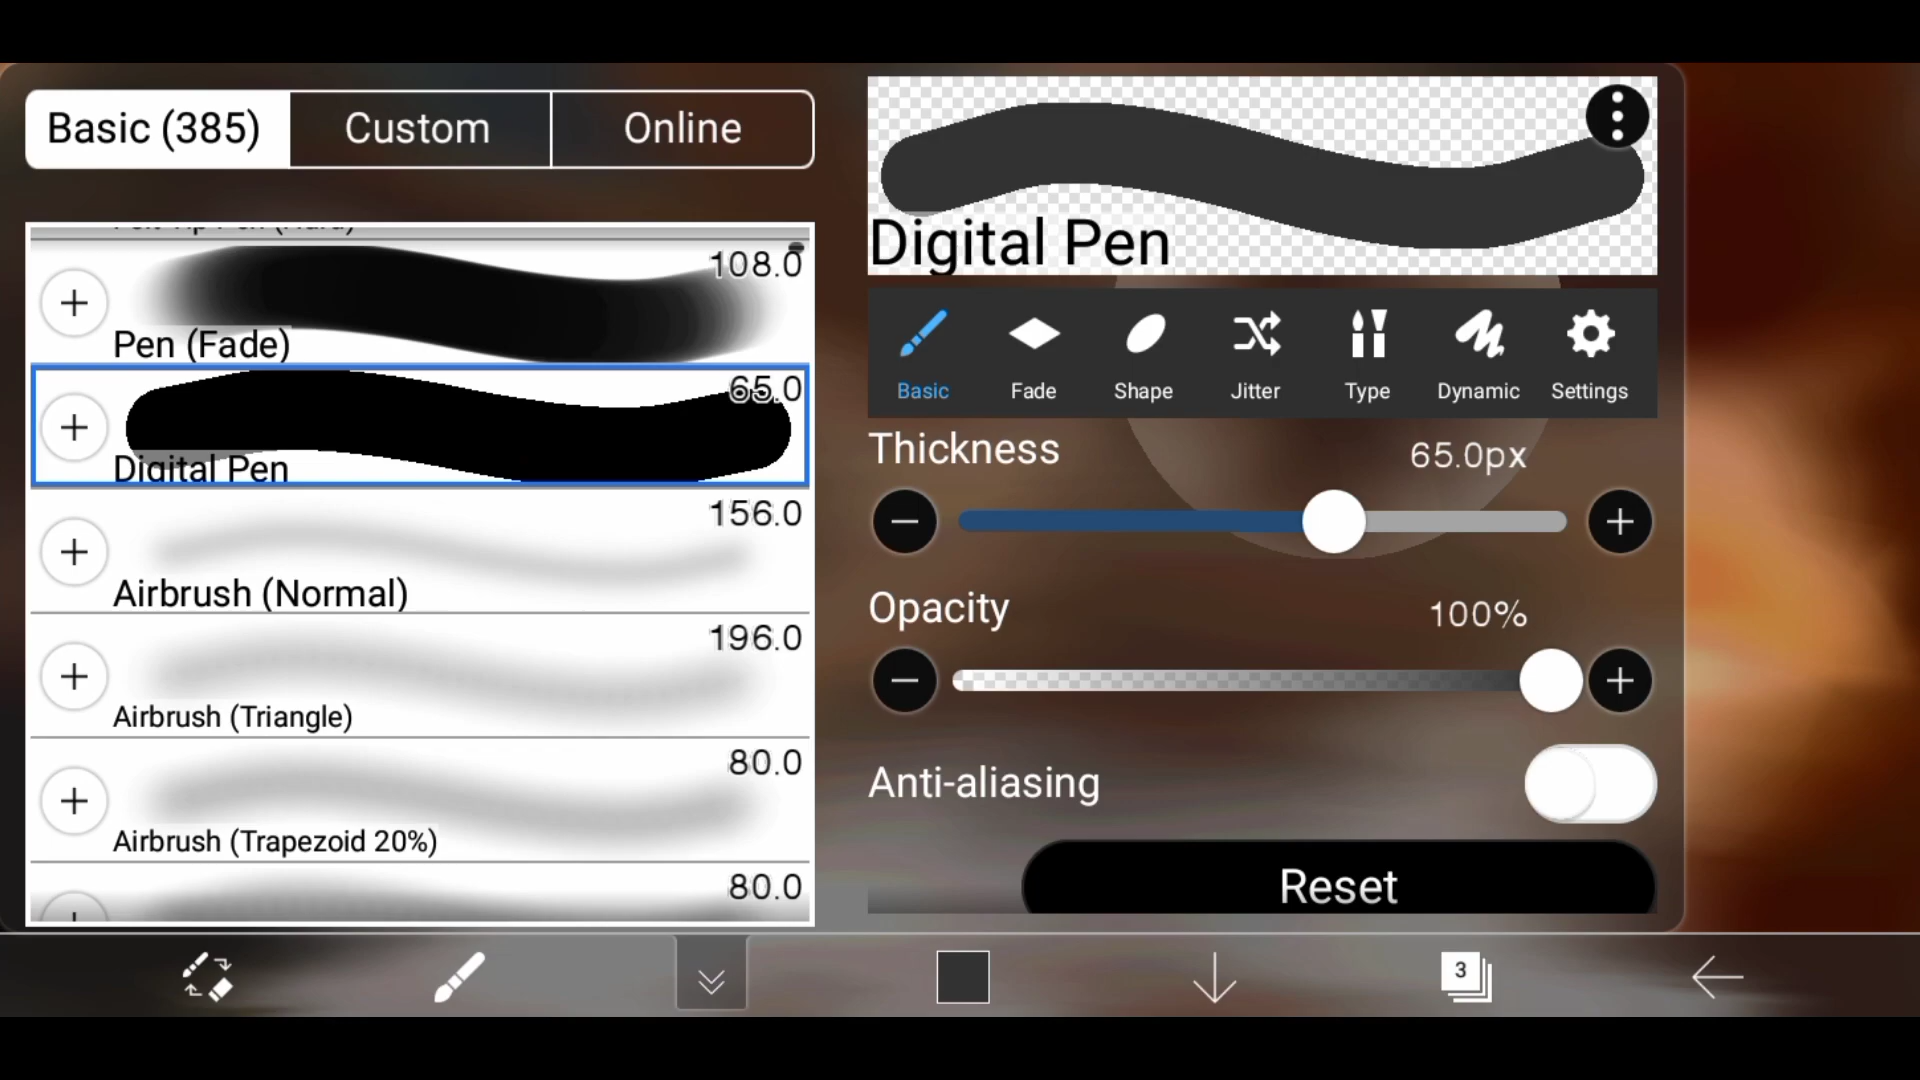 Basic (385)
Custom
Online
108.0
Pen (Fade)
65.0
Digital Pen
156.0
Airbrush (Normal)
196.0
Airbrush (Triangle)
80.0
Airbrush (Trapezoid 20%)
80.0
Digital Pen
Basic
Fade
Shape
Jitter
Type
Dynamic
Settings
Thickness
65.0px
Opacity
100%
Anti-aliasing
Reset
3